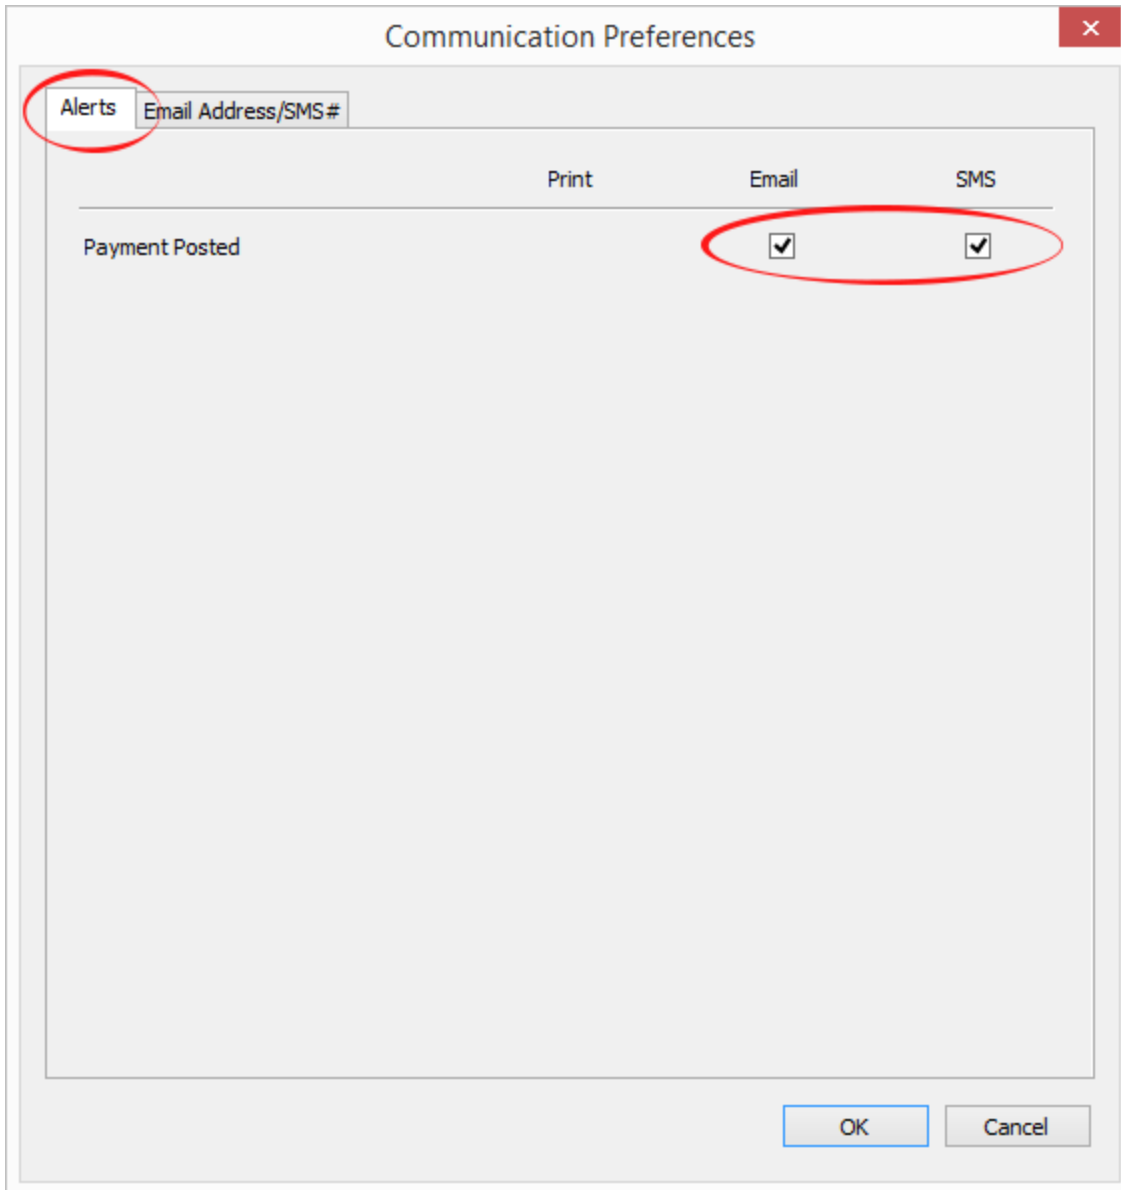 Communication Preferences
Alerts Email Address/SMS#
Print Email SMS
Payment Posted
OK Cancel